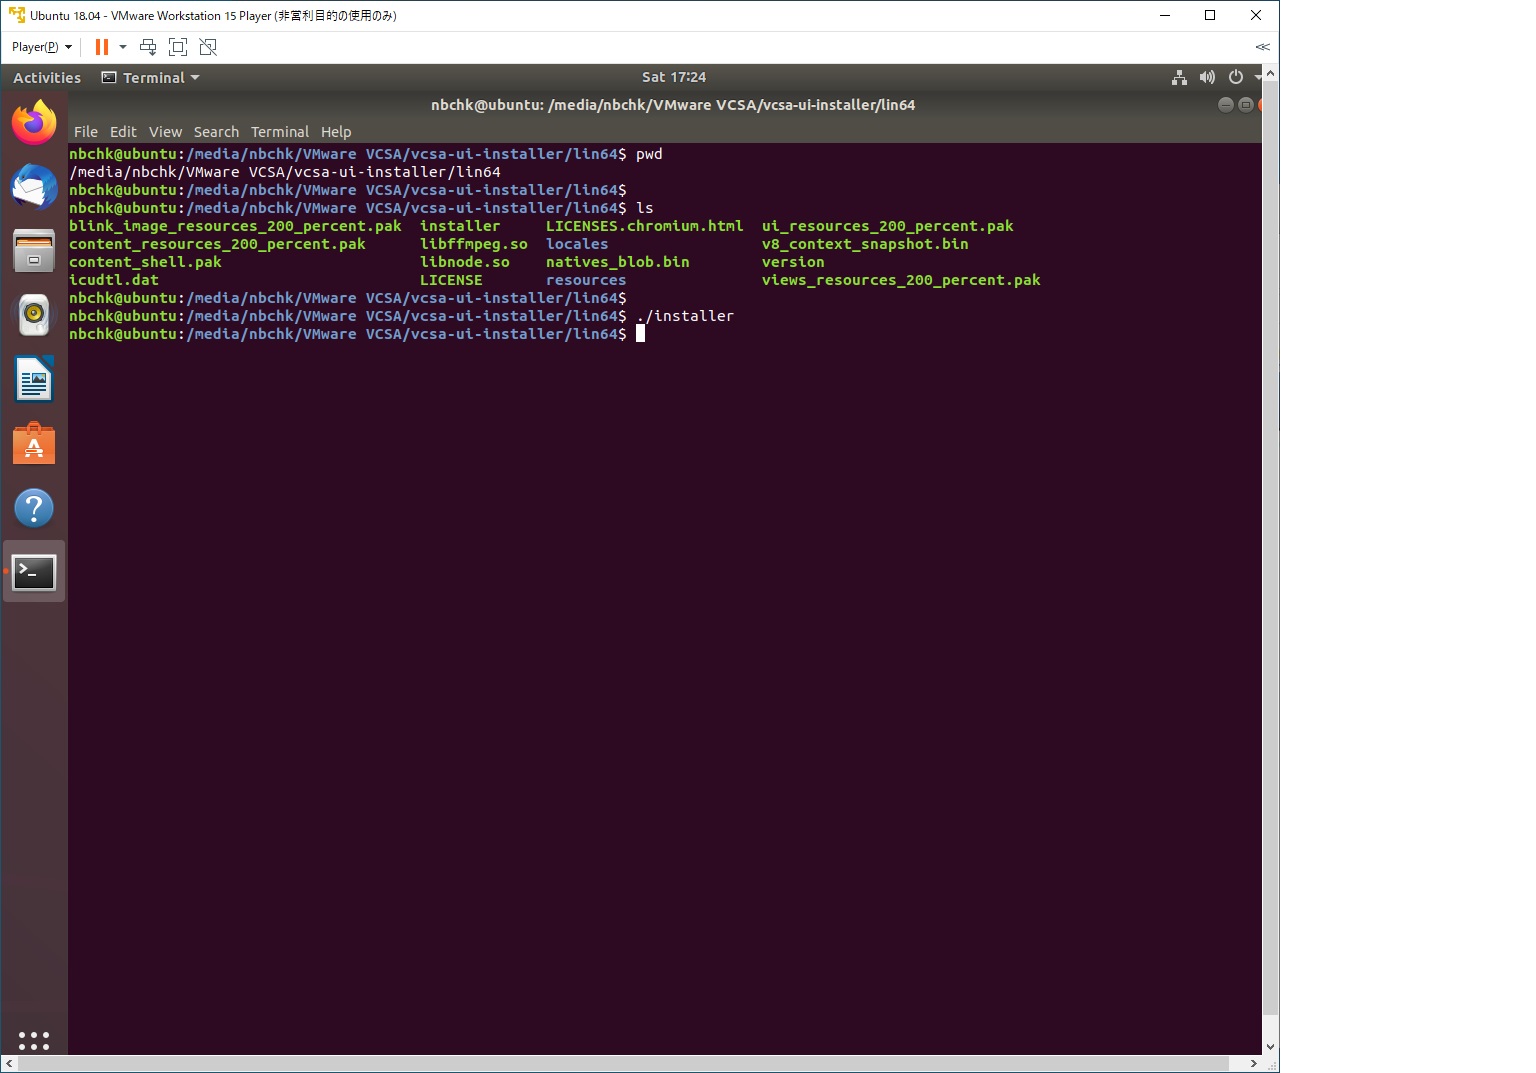 Ubuntu 18.04 - VMware Workstation 15 Player (非営利目的の使用のみ)
Player(P)
Activities Terminal Sat 17:24
nbchk@ubuntu: /media/nbchk/VMware VCSA/vcsa-ui-installer/lin64
File Edit View Search Terminal Help
nbchk@ubuntu:/media/nbchk/VMware VCSA/vcsa-ui-installer/lin64$ pwd
/media/nbchk/VMware VCSA/vcsa-ui-installer/lin64
nbchk@ubuntu:/media/nbchk/VMware VCSA/vcsa-ui-installer/lin64$
nbchk@ubuntu:/media/nbchk/VMware VCSA/vcsa-ui-installer/lin64$ ls
blink_image_resources_200_percent.pak installer LICENSES.chromium.html ui_resources_200_percent.pak
content_resources_200_percent.pak libffmpeg.so locales v8_context_snapshot.bin
content_shell.pak libnode.so natives_blob.bin version
icudtl.dat LICENSE resources views_resources_200_percent.pak
nbchk@ubuntu:/media/nbchk/VMware VCSA/vcsa-ui-installer/lin64$
nbchk@ubuntu:/media/nbchk/VMware VCSA/vcsa-ui-installer/lin64$ ./installer
nbchk@ubuntu:/media/nbchk/VMware VCSA/vcsa-ui-installer/lin64$